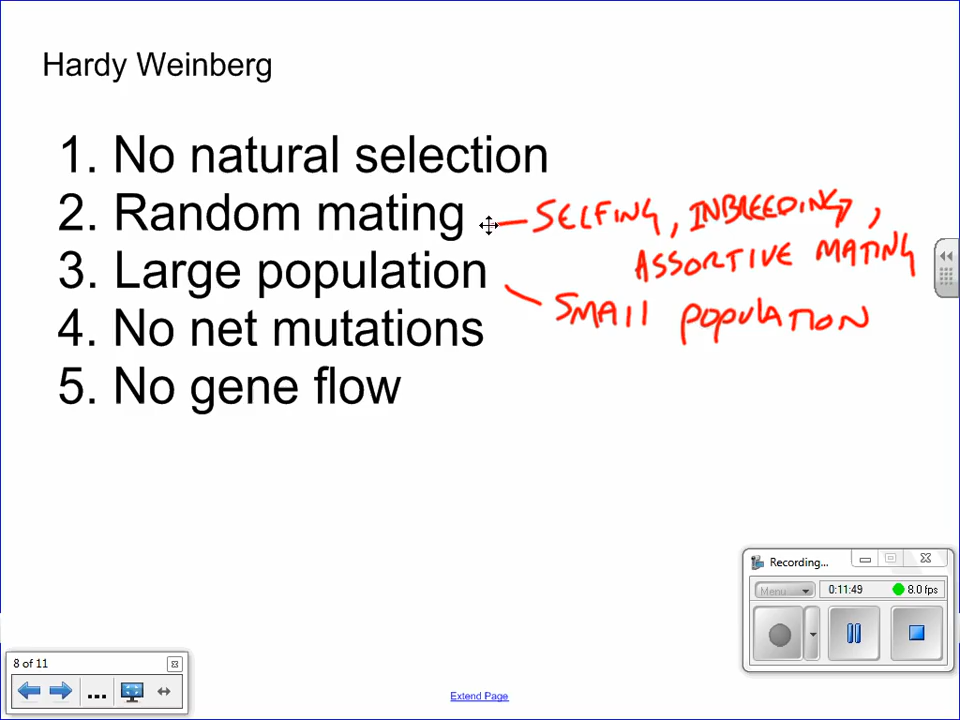 Hardy Weinberg
1. No natural selection
2. Random mating
SELFING, INBREEDING,
ASSORTIVE MATING
3. Large population
SMALL POPULATION
4. No net mutations
5. No gene flow
Recording...
Menu
0:11:49
8.0 fps
8 of 11
...
Extend Page